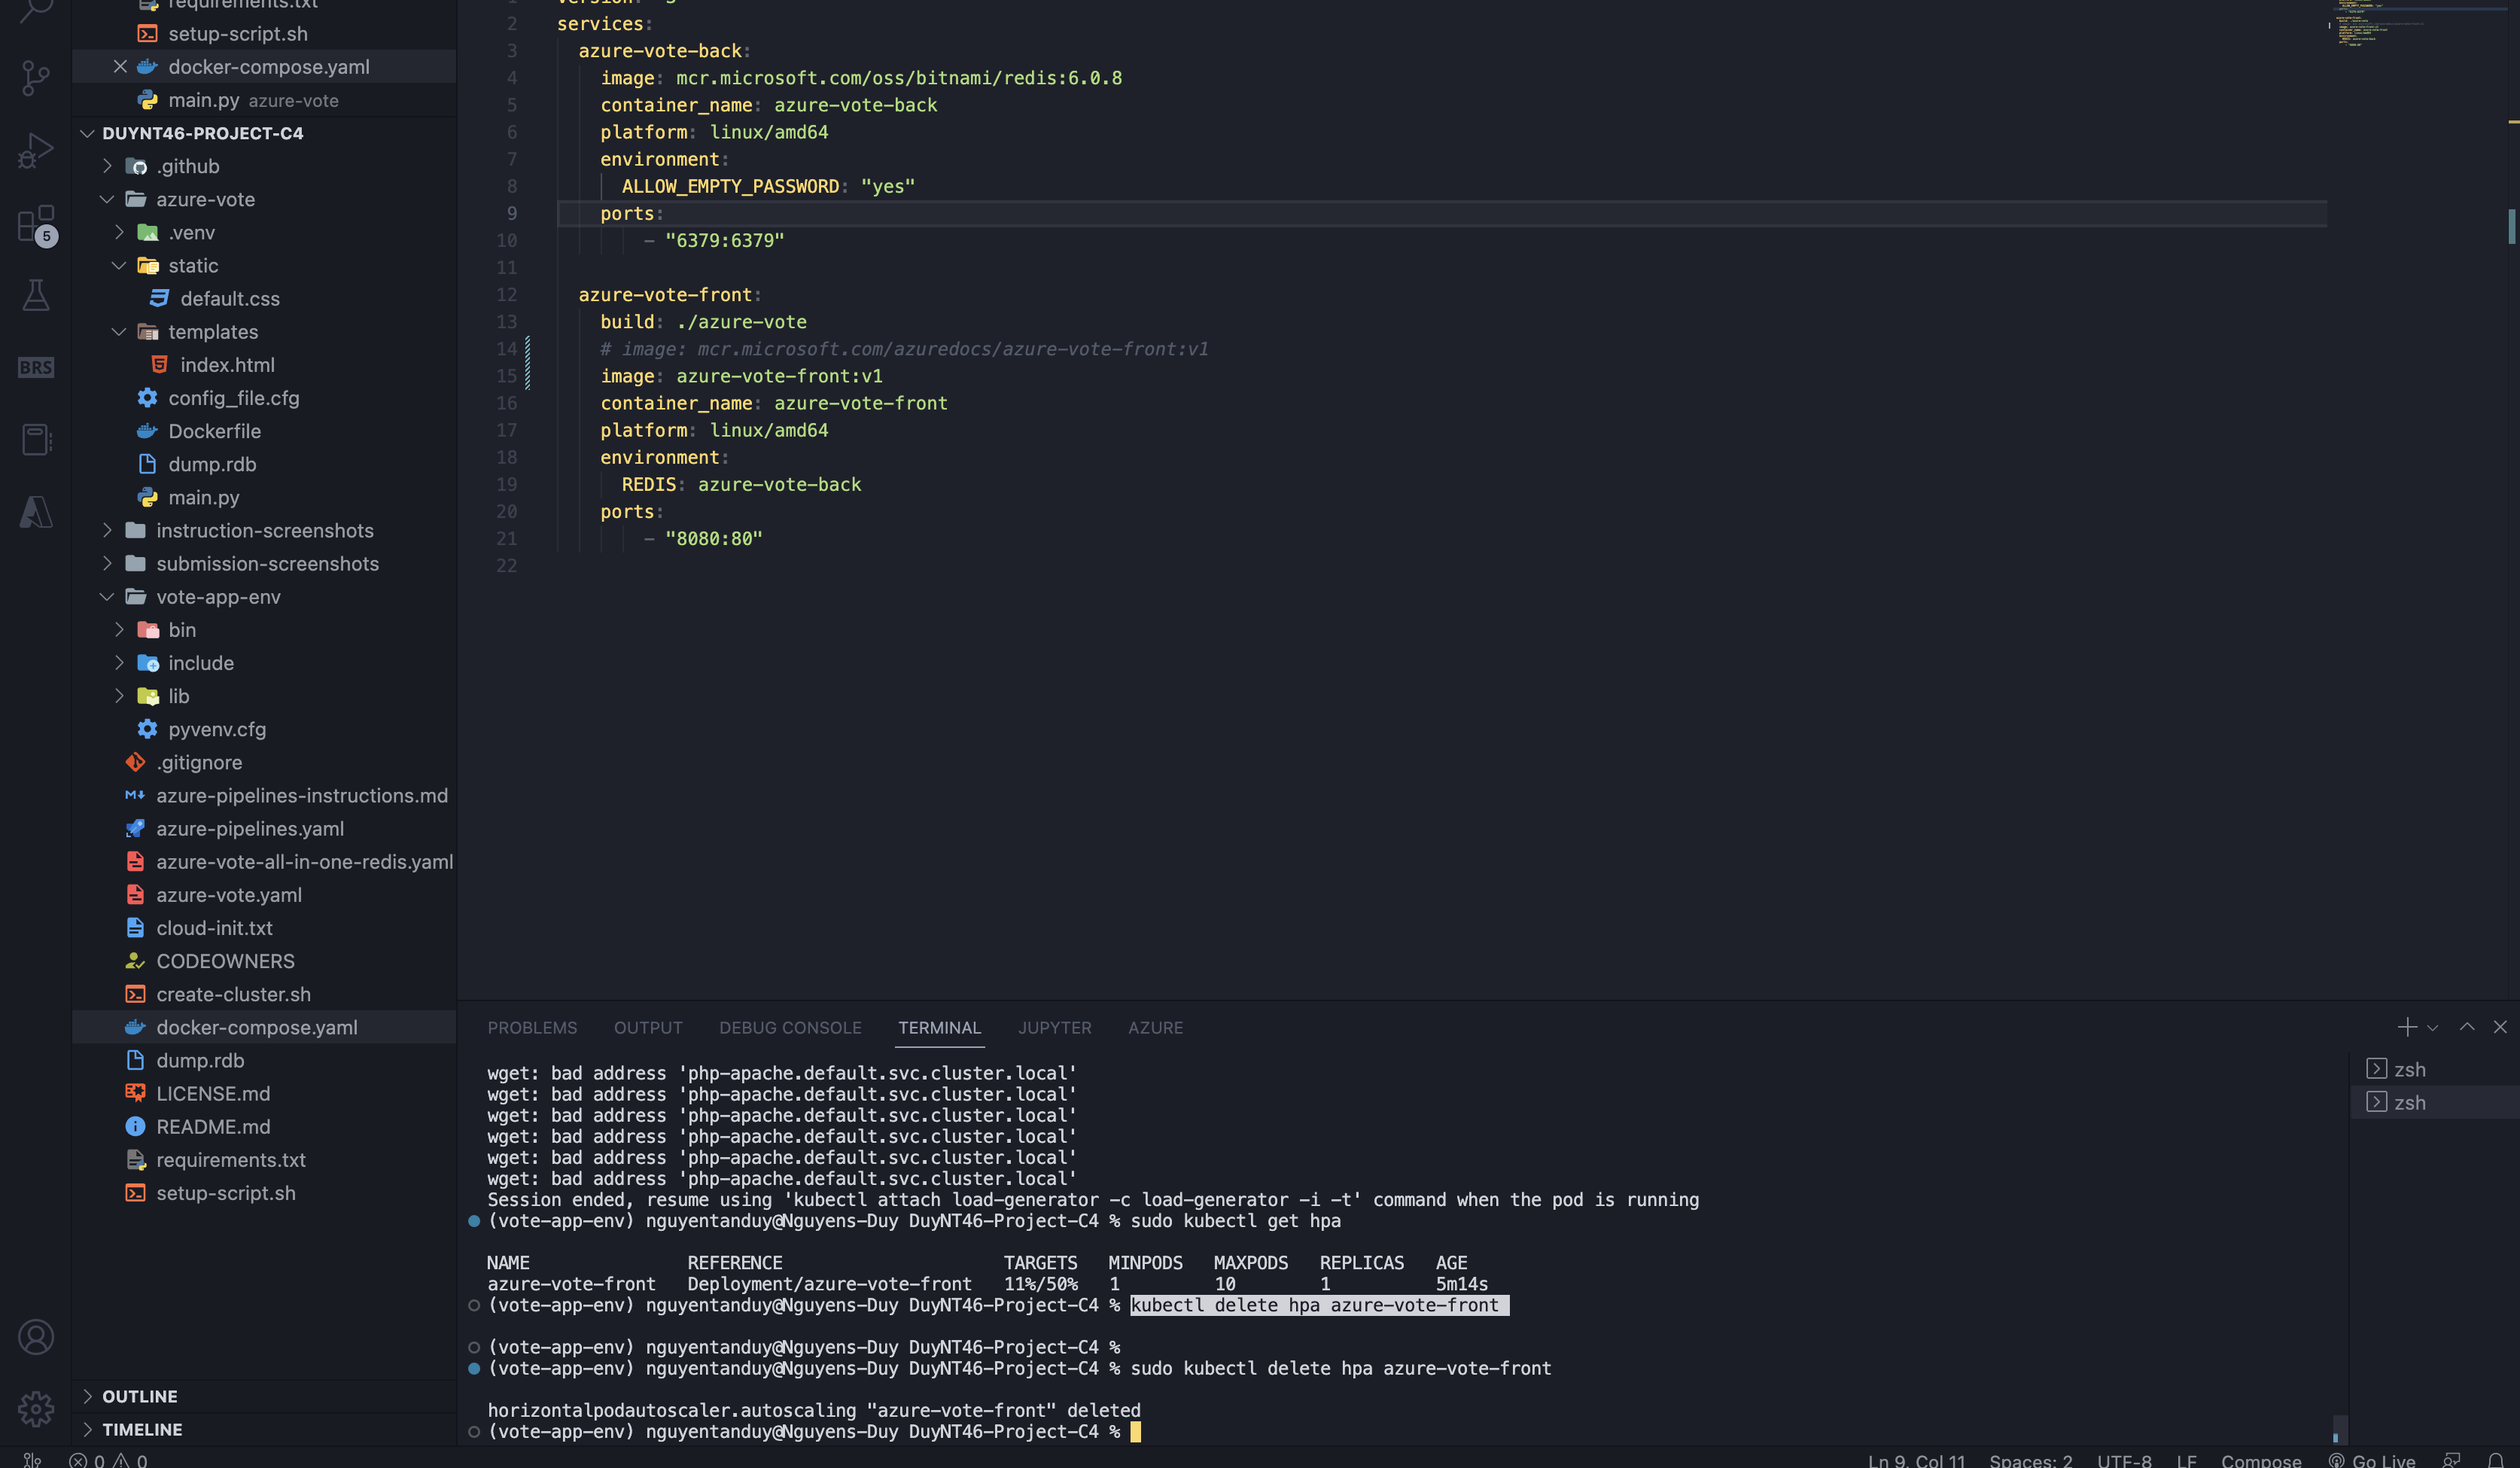 requirements.txt
setup-script.sh
docker-compose.yaml
main.py azure-vote
DUYNT46-PROJECT-C4
.github
azure-vote
.venv
static
default.css
templates
index.html
config_file.cfg
Dockerfile
dump.rdb
main.py
instruction-screenshots
submission-screenshots
vote-app-env
bin
include
lib
pyvenv.cfg
.gitignore
azure-pipelines-instructions.md
azure-pipelines.yaml
azure-vote-all-in-one-redis.yaml
azure-vote.yaml
cloud-init.txt
CODEOWNERS
create-cluster.sh
docker-compose.yaml
dump.rdb
LICENSE.md
README.md
requirements.txt
setup-script.sh
OUTLINE
TIMELINE
5
BRS
2 services:
3 azure-vote-back:
4 image: mcr.microsoft.com/oss/bitnami/redis:6.0.8
5 container_name: azure-vote-back
6 platform: linux/amd64
7 environment:
8 ALLOW_EMPTY_PASSWORD: "yes"
9 ports:
10 - "6379:6379"
11
12 azure-vote-front:
13 build: ./azure-vote
14 # image: mcr.microsoft.com/azuredocs/azure-vote-front:v1
15 image: azure-vote-front:v1
16 container_name: azure-vote-front
17 platform: linux/amd64
18 environment:
19 REDIS: azure-vote-back
20 ports:
21 - "8080:80"
22
PROBLEMS OUTPUT DEBUG CONSOLE TERMINAL JUPYTER AZURE
wget: bad address 'php-apache.default.svc.cluster.local'
wget: bad address 'php-apache.default.svc.cluster.local'
wget: bad address 'php-apache.default.svc.cluster.local'
wget: bad address 'php-apache.default.svc.cluster.local'
wget: bad address 'php-apache.default.svc.cluster.local'
wget: bad address 'php-apache.default.svc.cluster.local'
Session ended, resume using 'kubectl attach load-generator -c load-generator -i -t' command when the pod is running
(vote-app-env) nguyentanduy@Nguyens-Duy DuyNT46-Project-C4 % sudo kubectl get hpa
NAME REFERENCE TARGETS MINPODS MAXPODS REPLICAS AGE
azure-vote-front Deployment/azure-vote-front 11%/50% 1 10 1 5m14s
(vote-app-env) nguyentanduy@Nguyens-Duy DuyNT46-Project-C4 % kubectl delete hpa azure-vote-front
(vote-app-env) nguyentanduy@Nguyens-Duy DuyNT46-Project-C4 %
(vote-app-env) nguyentanduy@Nguyens-Duy DuyNT46-Project-C4 % sudo kubectl delete hpa azure-vote-front
horizontalpodautoscaler.autoscaling "azure-vote-front" deleted
(vote-app-env) nguyentanduy@Nguyens-Duy DuyNT46-Project-C4 %
zsh
zsh
0 0
Ln 9, Col 11 Spaces: 2 UTF-8 LF Compose Go Live